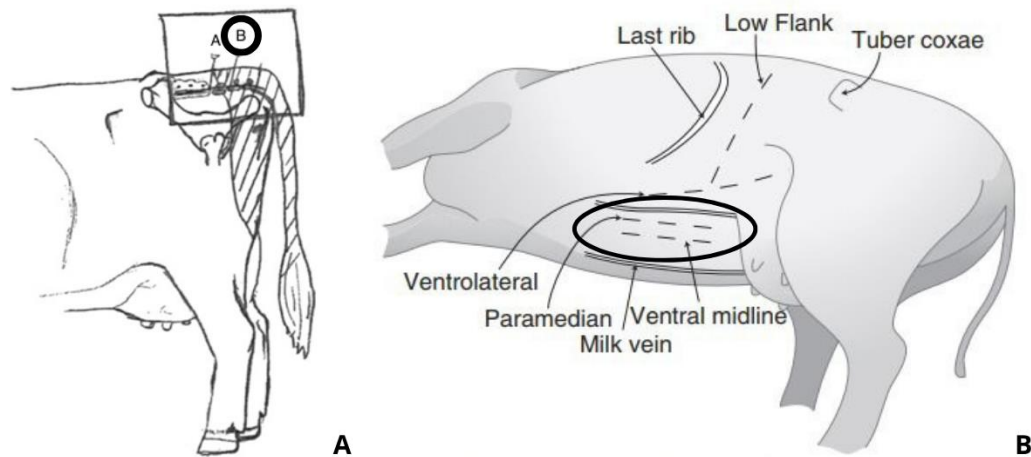 A B
Last rib
Low Flank
Tuber coxae
Ventrolateral
Paramedian
Ventral midline
Milk vein
A
B